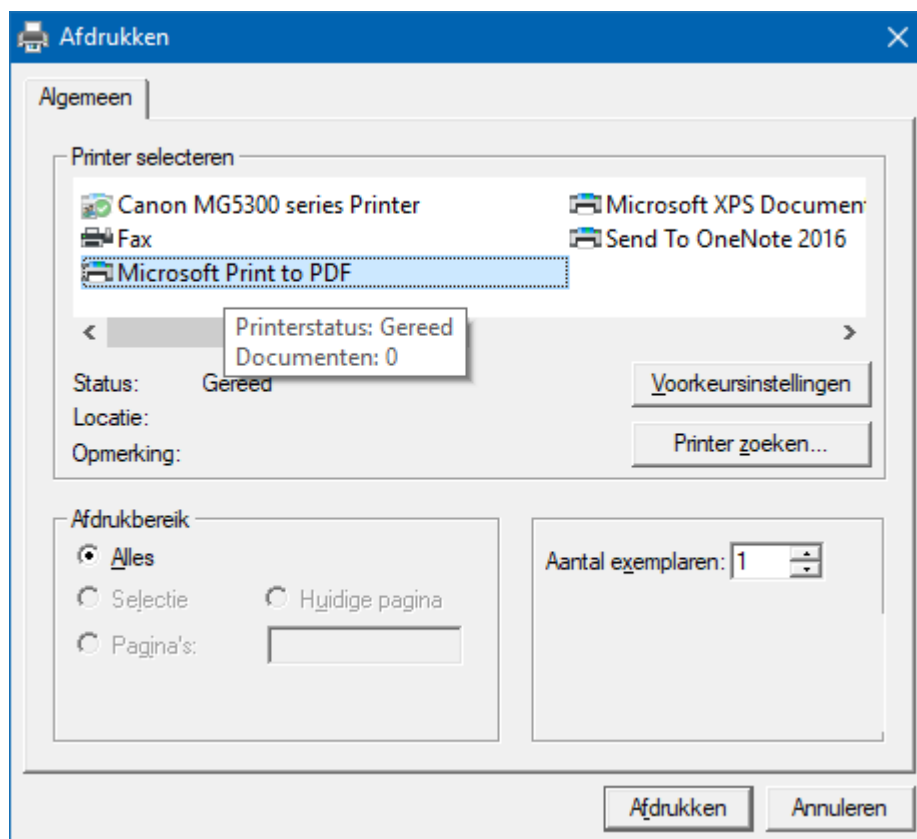 Afdrukken
Algemeen
Printer selecteren
Canon MG5300 series Printer
Fax
Microsoft Print to PDF
Microsoft XPS Documen
Send To OneNote 2016
Printerstatus: Gereed
Documenten: 0
Status: Gereed
Locatie:
Opmerking:
Voorkeursinstellingen
Printer zoeken...
Afdrukbereik
Alles
Selectie
Huidige pagina
Pagina's:
Aantal exemplaren: 1
Afdrukken
Annuleren